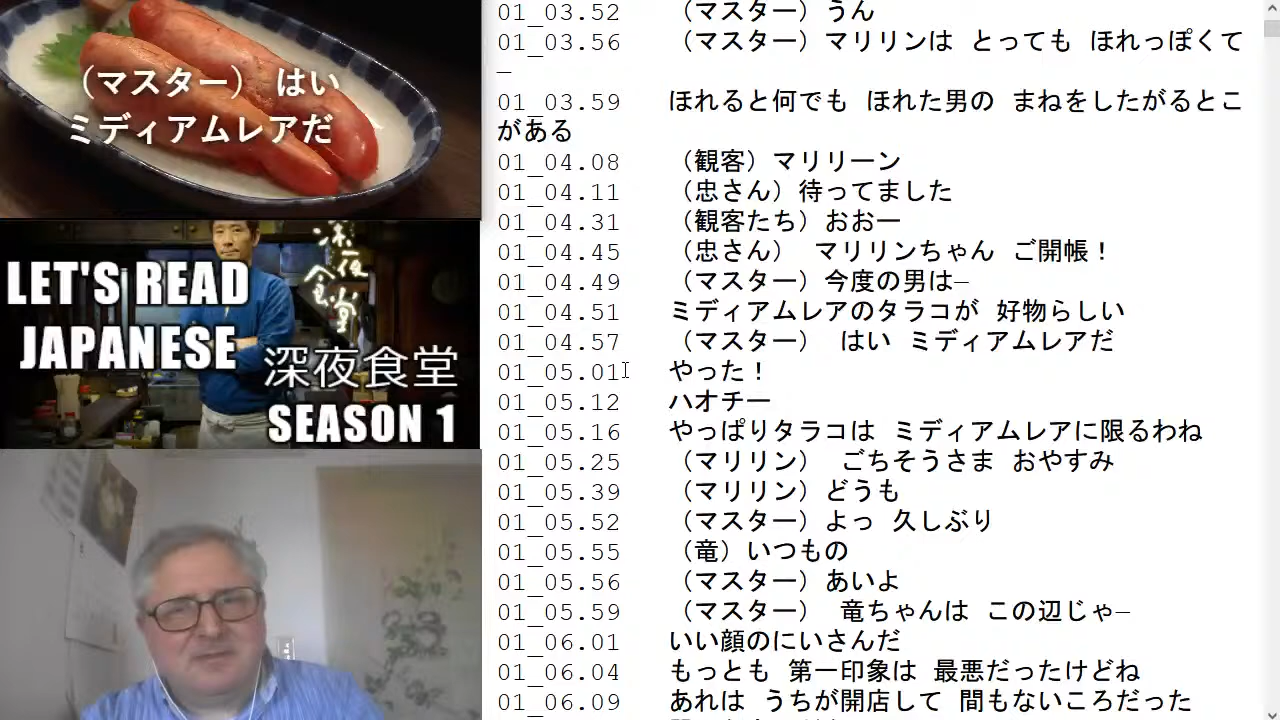 （マスター） はい
ミディアムレアだ
LET'S READ
JAPANESE
深夜食堂
深夜食堂
SEASON 1
01_03.52 （マスター）うん
01_03.56 （マスター）マリリンは とっても ほれっぽくて
―
01_03.59 ほれると何でも ほれた男の まねをしたがるとこ
がある
01_04.08 （観客）マリリーン
01_04.11 （忠さん）待ってました
01_04.31 （観客たち）おおー
01_04.45 （忠さん） マリリンちゃん ご開帳！
01_04.49 （マスター）今度の男は―
01_04.51 ミディアムレアのタラコが 好物らしい
01_04.57 （マスター） はい ミディアムレアだ
01_05.01 やった！
01_05.12 ハオチー
01_05.16 やっぱりタラコは ミディアムレアに限るわね
01_05.25 （マリリン） ごちそうさま おやすみ
01_05.39 （マリリン）どうも
01_05.52 （マスター）よっ 久しぶり
01_05.55 （竜）いつもの
01_05.56 （マスター）あいよ
01_05.59 （マスター） 竜ちゃんは この辺じゃ―
01_06.01 いい顔のにいさんだ
01_06.04 もっとも 第一印象は 最悪だったけどね
01_06.09 あれは うちが開店して 間もないころだった